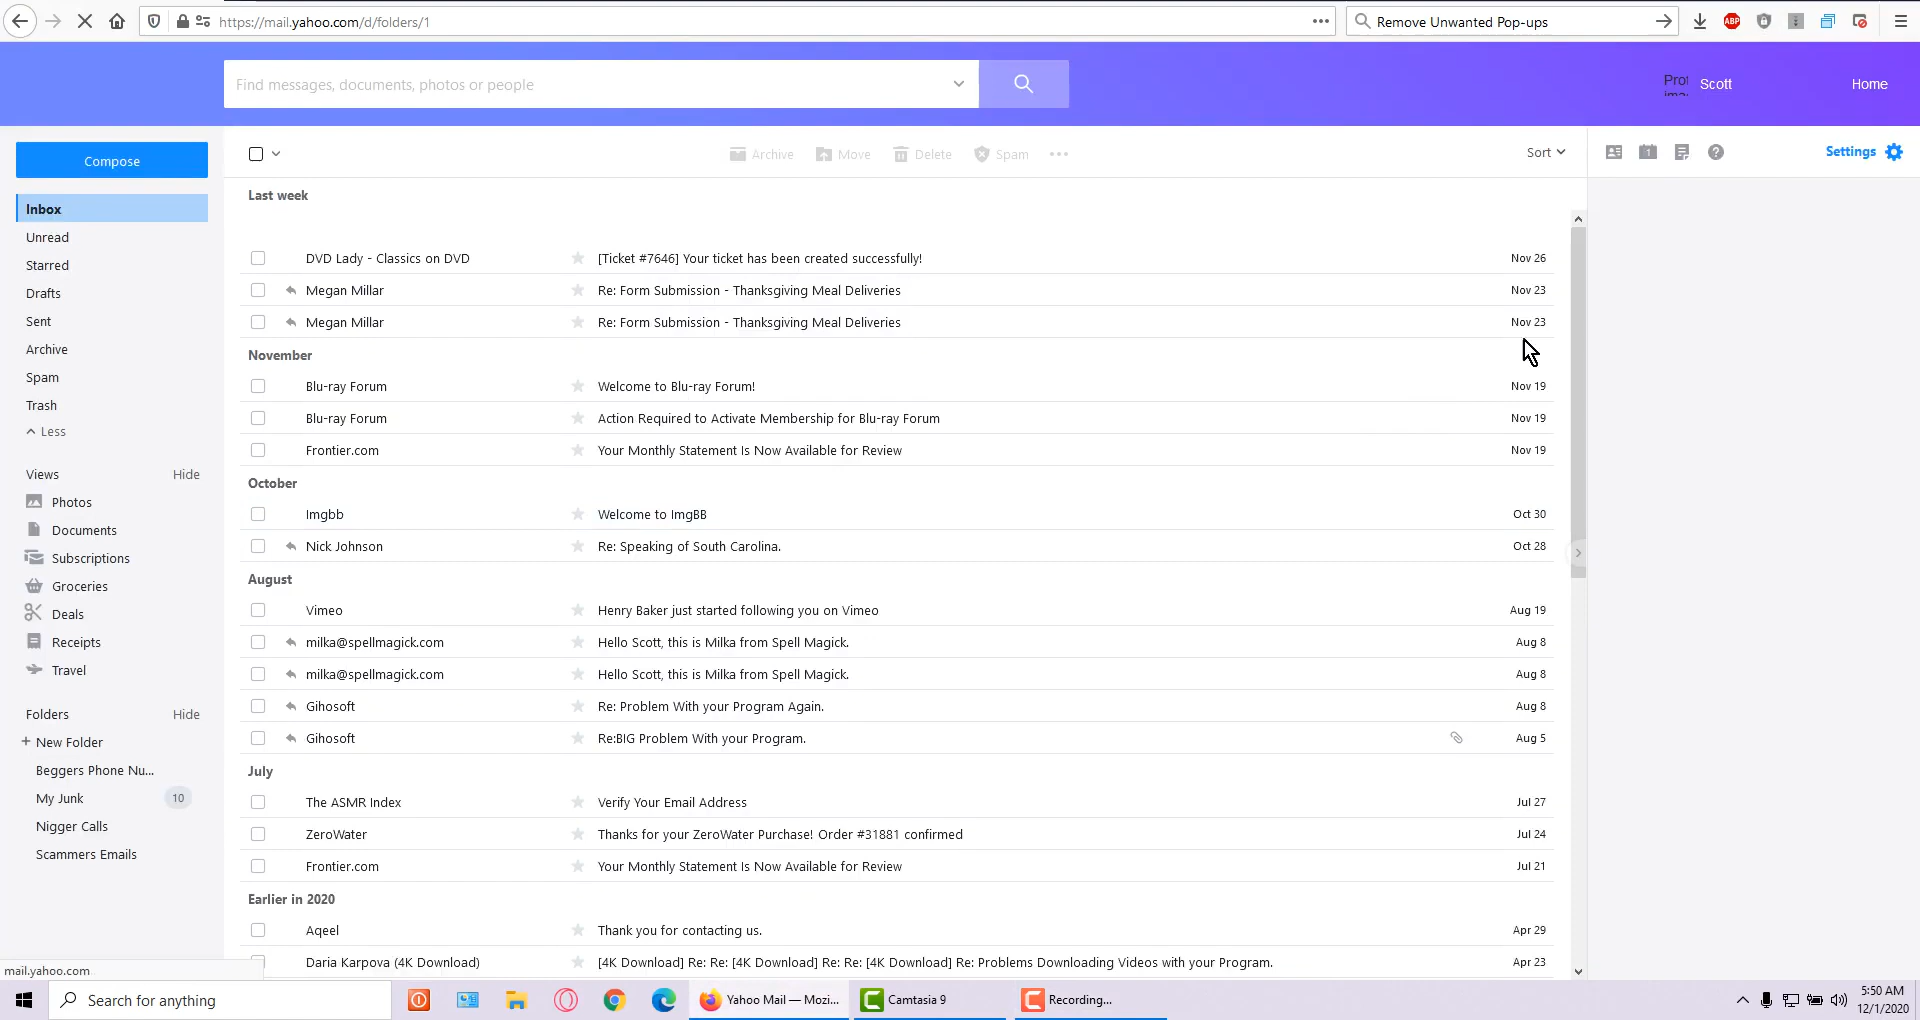 https://mail.yahoo.com/d/folders/1
Remove Unwanted Pop-ups
ABP
Find messages, documents, photos or people
Scott
Home
Compose
Archive
Move
Delete
Spam
Sort
1
Settings
Inbox
Unread
Starred
Drafts
Sent
Archive
Spam
Trash
Less
Views Hide
Photos
Documents
Subscriptions
Groceries
Deals
Receipts
Travel
Folders Hide
+ New Folder
Beggers Phone Nu...
My Junk 10
Nigger Calls
Scammers Emails
Last week
DVD Lady - Classics on DVD [Ticket #7646] Your ticket has been created successfully! Nov 26
Megan Millar Re: Form Submission - Thanksgiving Meal Deliveries Nov 23
Megan Millar Re: Form Submission - Thanksgiving Meal Deliveries Nov 23
November
Blu-ray Forum Welcome to Blu-ray Forum! Nov 19
Blu-ray Forum Action Required to Activate Membership for Blu-ray Forum Nov 19
Frontier.com Your Monthly Statement Is Now Available for Review Nov 19
October
Imgbb Welcome to ImgBB Oct 30
Nick Johnson Re: Speaking of South Carolina. Oct 28
August
Vimeo Henry Baker just started following you on Vimeo Aug 19
milka@spellmagick.com Hello Scott, this is Milka from Spell Magick. Aug 8
milka@spellmagick.com Hello Scott, this is Milka from Spell Magick. Aug 8
Gihosoft Re: Problem With your Program Again. Aug 8
Gihosoft Re:BIG Problem With your Program. Aug 5
July
The ASMR Index Verify Your Email Address Jul 27
ZeroWater Thanks for your ZeroWater Purchase! Order #31881 confirmed Jul 24
Frontier.com Your Monthly Statement Is Now Available for Review Jul 21
Earlier in 2020
Aqeel Thank you for contacting us. Apr 29
Daria Karpova (4K Download) [4K Download] Re: Re: [4K Download] Re: Re: [4K Download] Re: Problems Downloading Videos with your Program. Apr 23
mail.yahoo.com
Search for anything
Yahoo Mail — Mozi...
Camtasia 9
Recording...
5:50 AM
12/1/2020